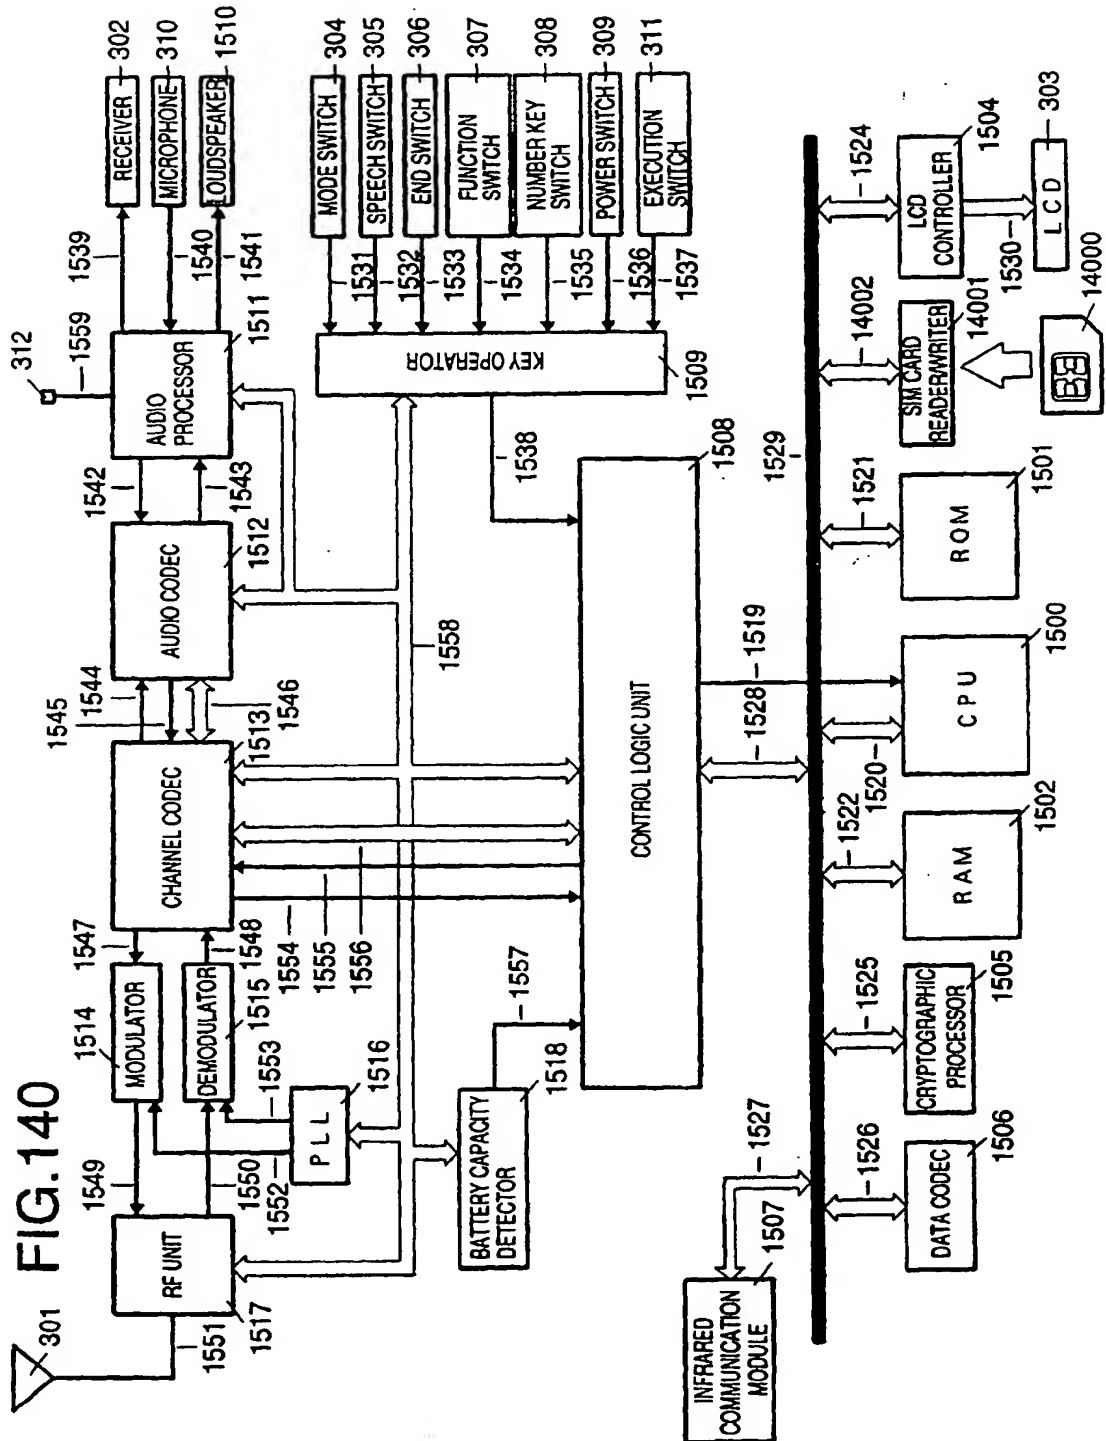 FIG.140
301
1551
RF UNIT
1517
1549
1550
1552
1553
MODULATOR
1514
DEMODULATOR
1515
PLL
1516
1547
1548
CHANNEL CODEC
1513
1554
1555
1556
1545
1544
1546
AUDIO CODEC
1512
1542
1543
AUDIO
PROCESSOR
1511
312
1559
1539
1540
1541
RECEIVER
302
MICROPHONE
310
LOUDSPEAKER
1510
MODE SWITCH
304
SPEECH SWITCH
305
END SWITCH
306
FUNCTION
SWITCH
307
NUMBER KEY
SWITCH
308
POWER SWITCH
309
EXECUTION
SWITCH
311
1531
1532
1533
1534
1535
1536
1537
KEY OPERATOR
1509
1538
1558
BATTERY CAPACITY
DETECTOR
1518
1557
CONTROL LOGIC UNIT
1508
INFRARED
COMMUNICATION
MODULE
1507
1527
1528
1519
1529
1526
DATA CODEC
1506
1525
CRYPTOGRAPHIC
PROCESSOR
1505
1522
RAM
1502
1520
CPU
1500
1521
ROM
1501
14002
SIM CARD
READER/WRITER
14001
14000
1524
LCD
CONTROLLER
1504
1530
LCD
303